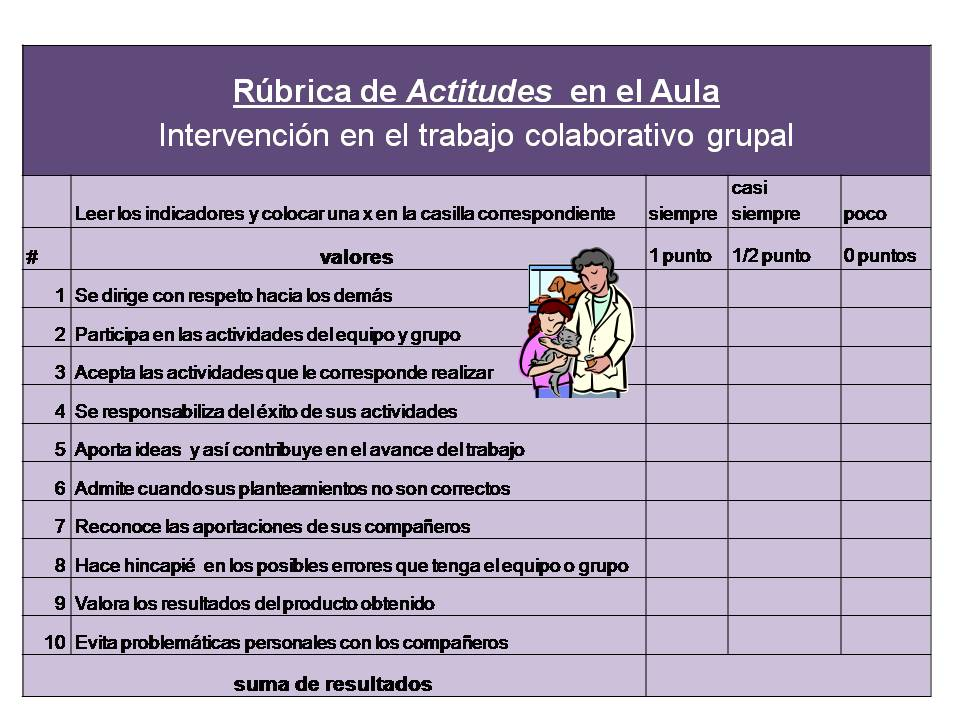 Rúbrica de Actitudes en el Aula
Intervención en el trabajo colaborativo grupal
Leer los indicadores y colocar una x en la casilla correspondiente siempre casi siempre poco
# valores 1 punto 1/2 punto 0 puntos
1 Se dirige con respeto hacia los demás
2 Participa en las actividades del equipo y grupo
3 Acepta las actividades que le corresponde realizar
4 Se responsabiliza del éxito de sus actividades
5 Aporta ideas y así contribuye en el avance del trabajo
6 Admite cuando sus planteamientos no son correctos
7 Reconoce las aportaciones de sus compañeros
8 Hace hincapié en los posibles errores que tenga el equipo o grupo
9 Valora los resultados del producto obtenido
10 Evita problemáticas personales con los compañeros
suma de resultados